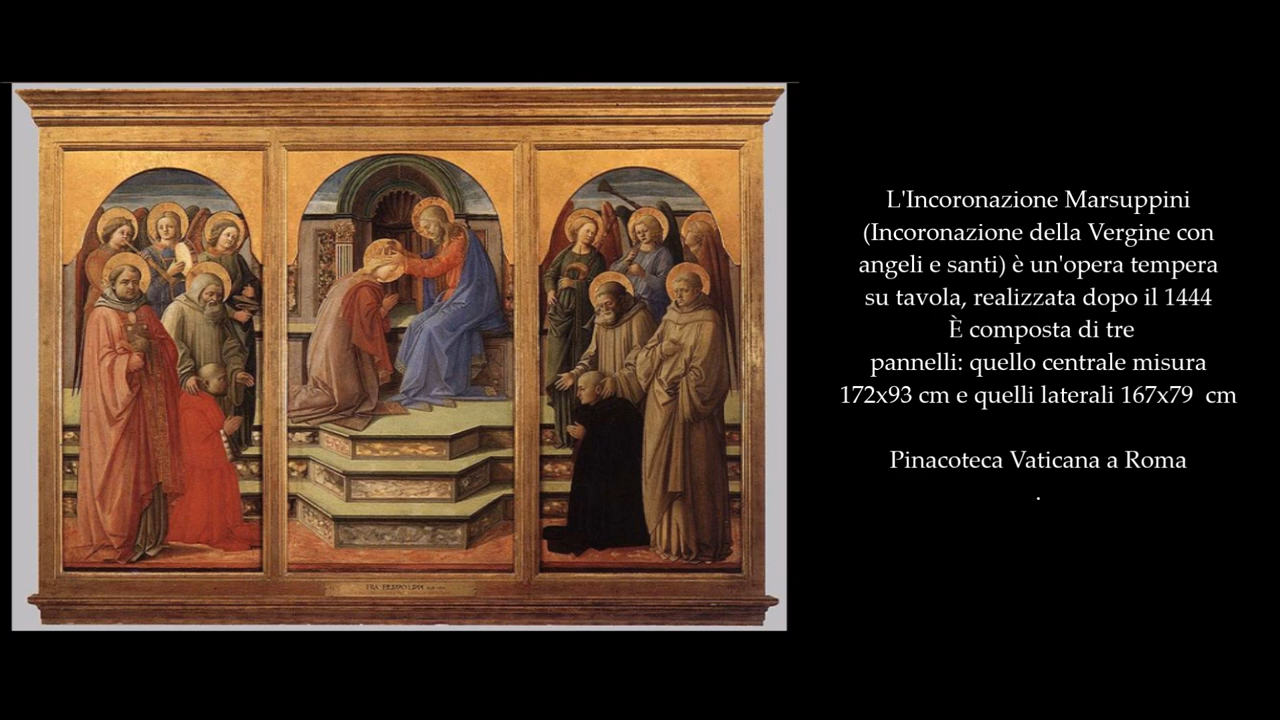 L'Incoronazione Marsuppini
(Incoronazione della Vergine con
angeli e santi) è un'opera tempera
su tavola, realizzata dopo il 1444
È composta di tre
pannelli: quello centrale misura
172x93 cm e quelli laterali 167x79 cm
Pinacoteca Vaticana a Roma
.
FRA